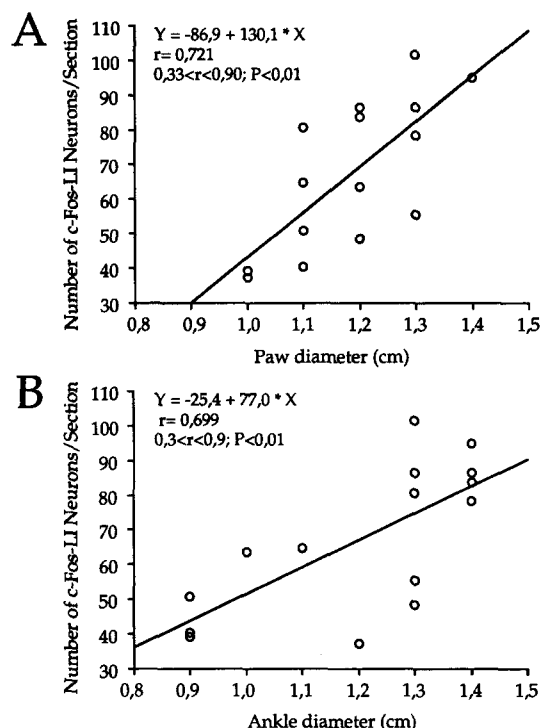 A
Y = -86,9 + 130,1 * X
r= 0,721
0,33<r<0,90; P<0,01
Number of c-Fos-LI Neurons/Section
110
100
90
80
70
60
50
40
30
0,8 0,9 1,0 1,1 1,2 1,3 1,4 1,5
Paw diameter (cm)
B
Y = -25,4 + 77,0 * X
r= 0,699
0,3<r<0,9; P<0,01
Number of c-Fos-LI Neurons/Section
110
100
90
80
70
60
50
40
30
0,8 0,9 1,0 1,1 1,2 1,3 1,4 1,5
Ankle diameter (cm)